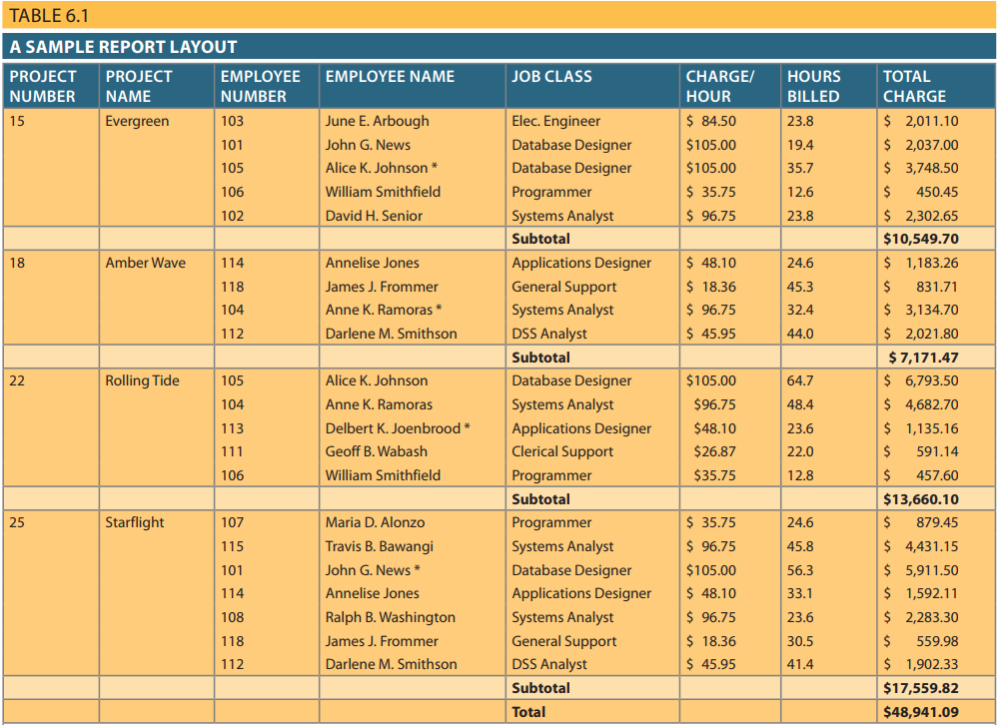 TABLE 6.1
A SAMPLE REPORT LAYOUT
PROJECT NUMBER PROJECT NAME EMPLOYEE NUMBER EMPLOYEE NAME JOB CLASS CHARGE/ HOUR HOURS BILLED TOTAL CHARGE
15 Evergreen 103 June E. Arbough Elec. Engineer $ 84.50 23.8 $ 2,011.10
101 John G. News Database Designer $105.00 19.4 $ 2,037.00
105 Alice K. Johnson * Database Designer $105.00 35.7 $ 3,748.50
106 William Smithfield Programmer $ 35.75 12.6 $ 450.45
102 David H. Senior Systems Analyst $ 96.75 23.8 $ 2,302.65
Subtotal $10,549.70
18 Amber Wave 114 Annelise Jones Applications Designer $ 48.10 24.6 $ 1,183.26
118 James J. Frommer General Support $ 18.36 45.3 $ 831.71
104 Anne K. Ramoras * Systems Analyst $ 96.75 32.4 $ 3,134.70
112 Darlene M. Smithson DSS Analyst $ 45.95 44.0 $ 2,021.80
Subtotal $ 7,171.47
22 Rolling Tide 105 Alice K. Johnson Database Designer $105.00 64.7 $ 6,793.50
104 Anne K. Ramoras Systems Analyst $96.75 48.4 $ 4,682.70
113 Delbert K. Joenbrood * Applications Designer $48.10 23.6 $ 1,135.16
111 Geoff B. Wabash Clerical Support $26.87 22.0 $ 591.14
106 William Smithfield Programmer $35.75 12.8 $ 457.60
Subtotal $13,660.10
25 Starflight 107 Maria D. Alonzo Programmer $ 35.75 24.6 $ 879.45
115 Travis B. Bawangi Systems Analyst $ 96.75 45.8 $ 4,431.15
101 John G. News * Database Designer $105.00 56.3 $ 5,911.50
114 Annelise Jones Applications Designer $ 48.10 33.1 $ 1,592.11
108 Ralph B. Washington Systems Analyst $ 96.75 23.6 $ 2,283.30
118 James J. Frommer General Support $ 18.36 30.5 $ 559.98
112 Darlene M. Smithson DSS Analyst $ 45.95 41.4 $ 1,902.33
Subtotal $17,559.82
Total $48,941.09